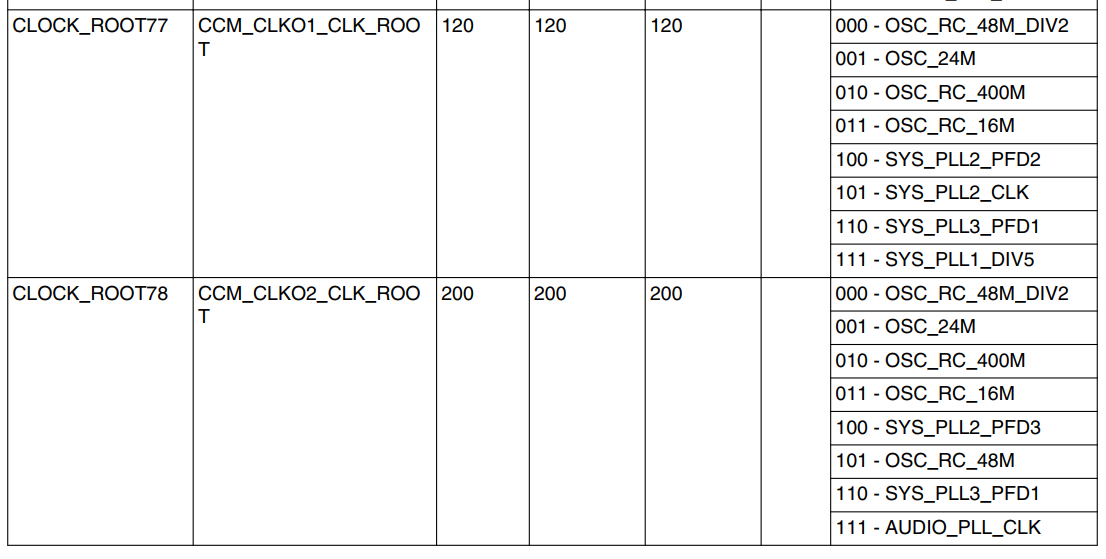 CLOCK_ROOT77 CCM_CLKO1_CLK_ROO 120 120 120 000 - OSC_RC_48M_DIV2
T
001 - OSC_24M
010 - OSC_RC_400M
011 - OSC_RC_16M
100 - SYS_PLL2_PFD2
101 - SYS_PLL2_CLK
110 - SYS_PLL3_PFD1
111 - SYS_PLL1_DIV5
CLOCK_ROOT78 CCM_CLKO2_CLK_ROO 200 200 200 000 - OSC_RC_48M_DIV2
T
001 - OSC_24M
010 - OSC_RC_400M
011 - OSC_RC_16M
100 - SYS_PLL2_PFD3
101 - OSC_RC_48M
110 - SYS_PLL3_PFD1
111 - AUDIO_PLL_CLK